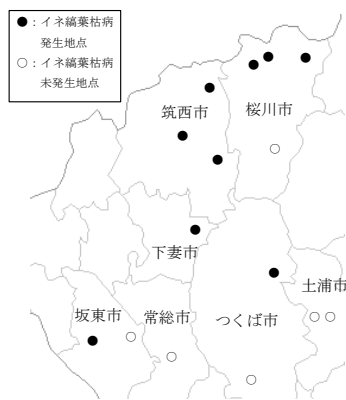 ●：イネ縞葉枯病
発生地点
○：イネ縞葉枯病
未発生地点
筑西市
桜川市
下妻市
土浦市
坂東市
常総市
つくば市